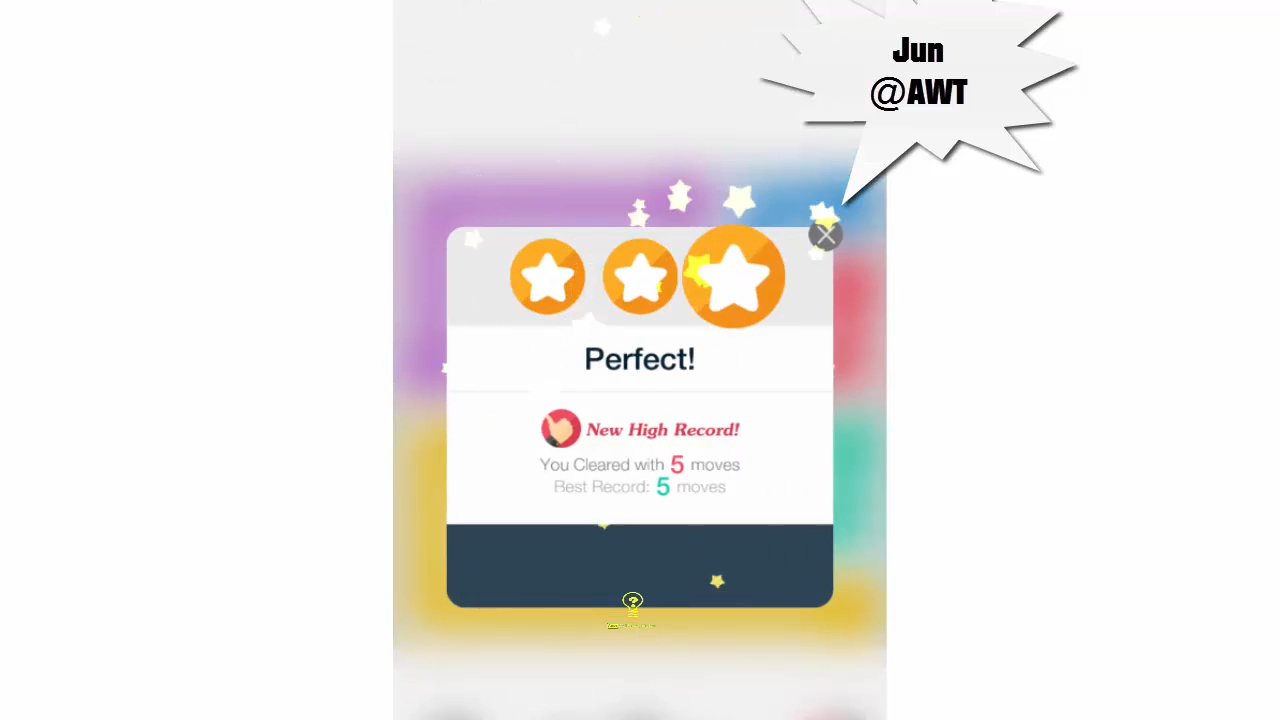 Jun
@AWT
Perfect!
New High Record!
You Cleared with 5 moves
Best Record: 5 moves
?